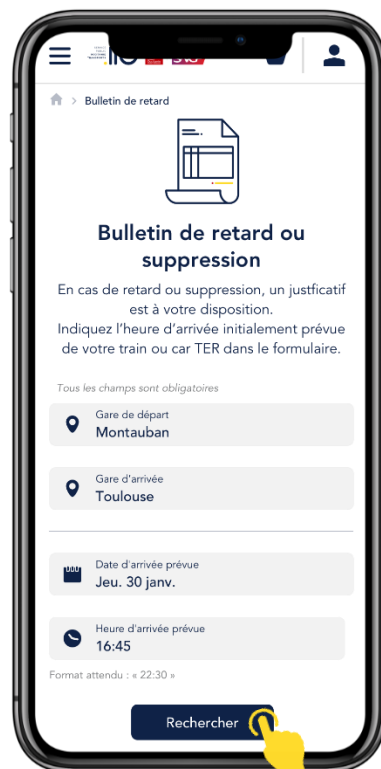 Bulletin de retard
Bulletin de retard ou
suppression
En cas de retard ou suppression, un justficatif
est à votre disposition.
Indiquez l'heure d'arrivée initialement prévue
de votre train ou car TER dans le formulaire.
Tous les champs sont obligatoires
Gare de départ
Montauban
Gare d'arrivée
Toulouse
Date d'arrivée prévue
Jeu. 30 janv.
Heure d'arrivée prévue
16:45
Format attendu : « 22:30 »
Rechercher